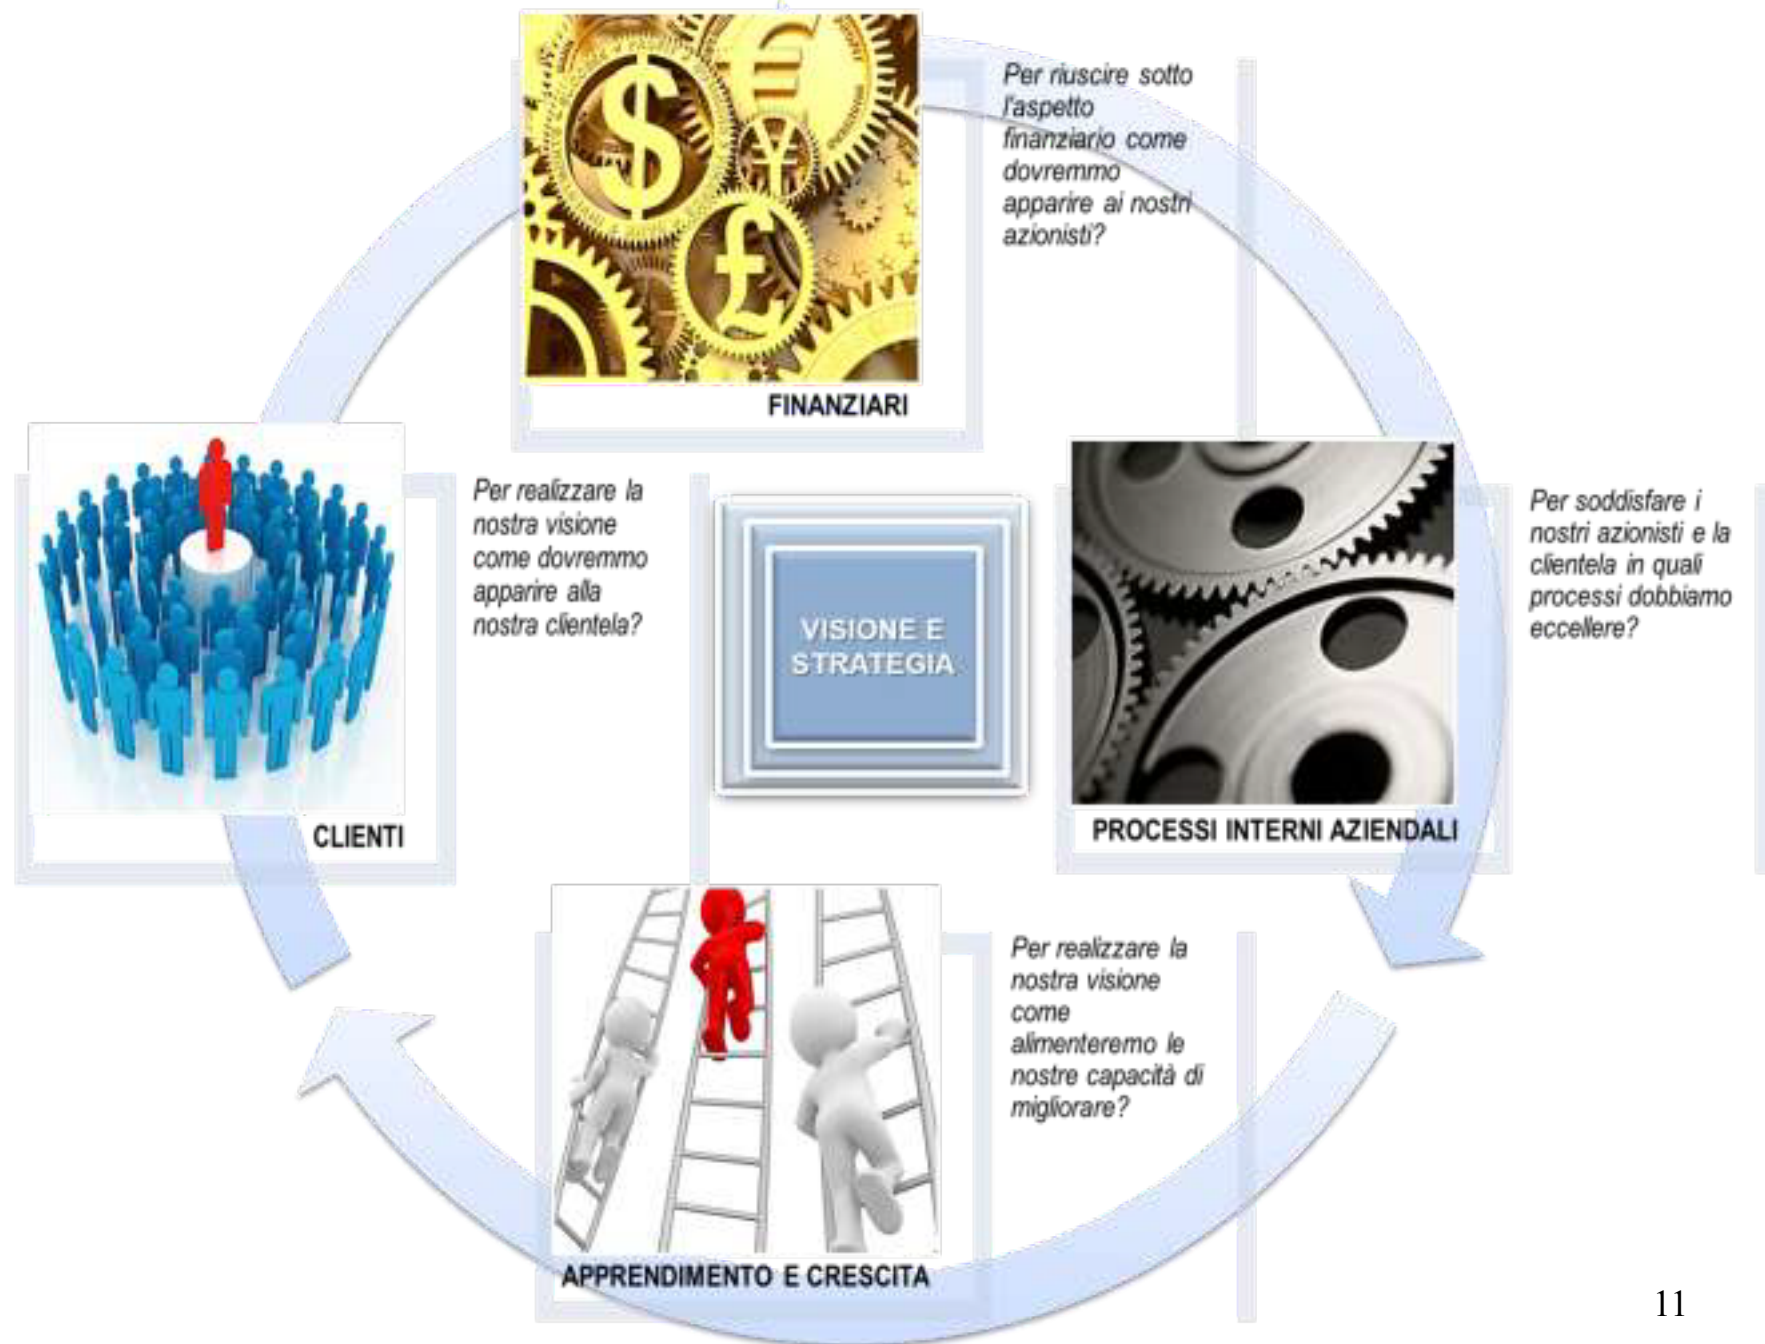 Per riuscire sotto
l'aspetto
finanziario come
dovremmo
apparire ai nostri
azionisti?
FINANZIARI
Per realizzare la
nostra visione
come dovremmo
apparire alla
nostra clientela?
CLIENTI
VISIONE E
STRATEGIA
Per soddisfare i
nostri azionisti e la
clientela in quali
processi dobbiamo
eccellere?
PROCESSI INTERNI AZIENDALI
Per realizzare la
nostra visione
come
alimenteremo le
nostre capacità di
migliorare?
APPRENDIMENTO E CRESCITA
11